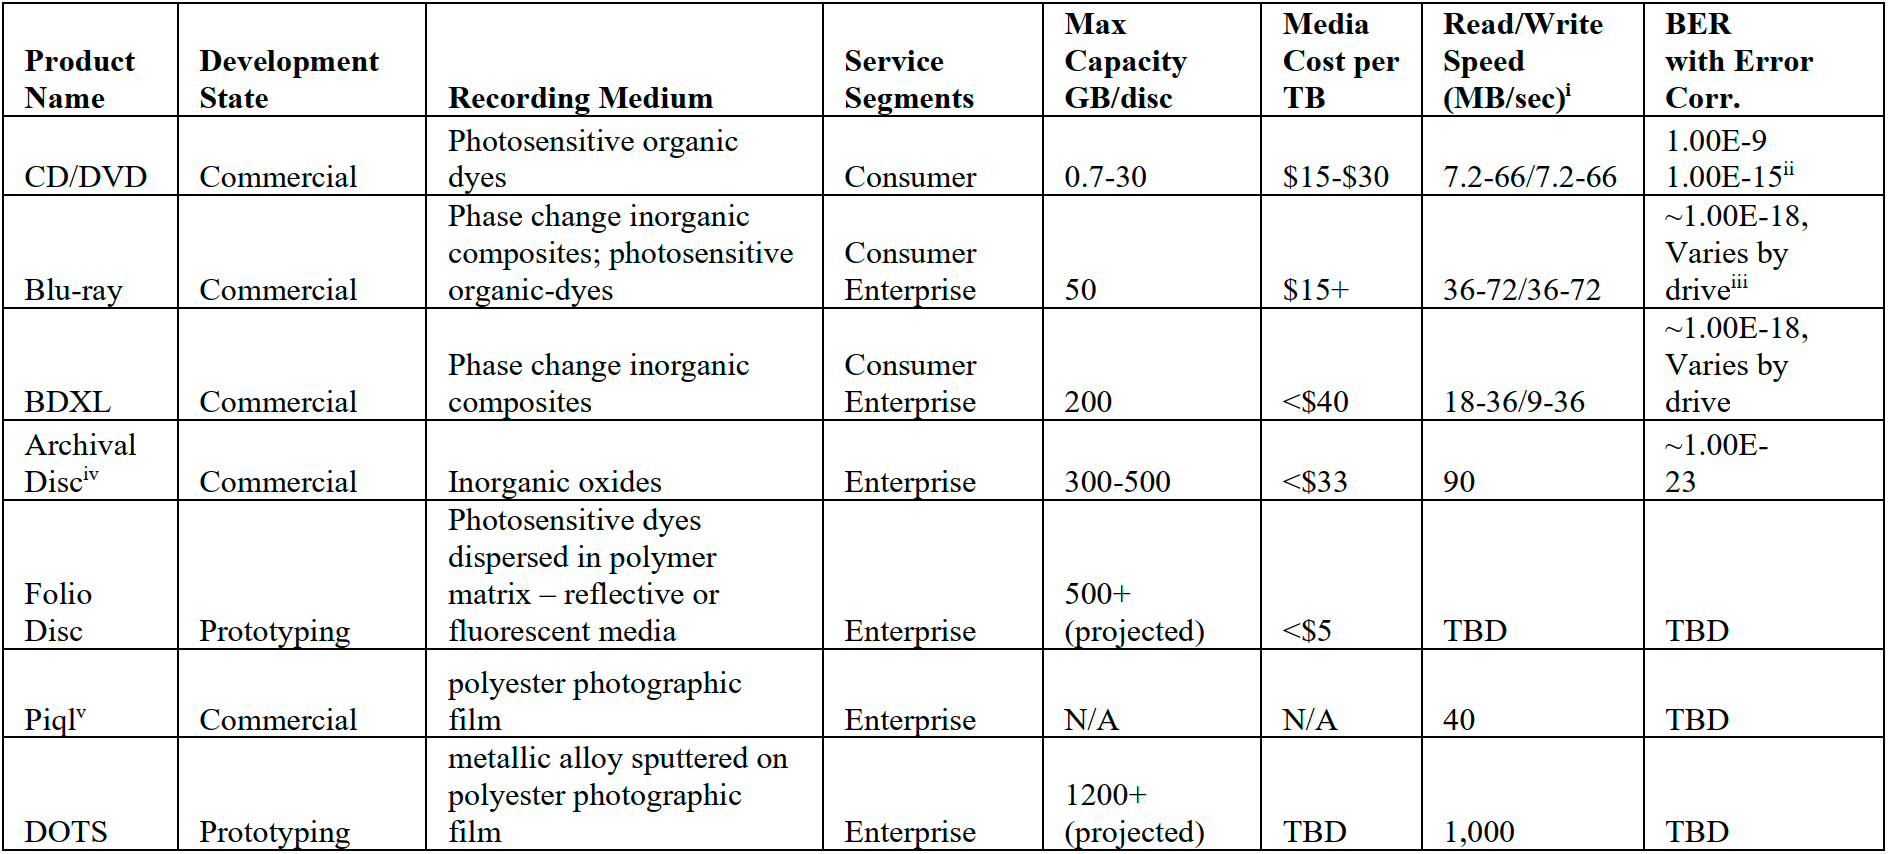 Product Name | Development State | Recording Medium | Service Segments | Max Capacity GB/disc | Media Cost per TB | Read/Write Speed (MB/sec)i | BER with Error Corr.
CD/DVD | Commercial | Photosensitive organic dyes | Consumer | 0.7-30 | $15-$30 | 7.2-66/7.2-66 | 1.00E-9 1.00E-15ii
Blu-ray | Commercial | Phase change inorganic composites; photosensitive organic-dyes | Consumer Enterprise | 50 | $15+ | 36-72/36-72 | ~1.00E-18, Varies by driveiii
BDXL | Commercial | Phase change inorganic composites | Consumer Enterprise | 200 | <$40 | 18-36/9-36 | ~1.00E-18, Varies by drive
Archival Disciv | Commercial | Inorganic oxides | Enterprise | 300-500 | <$33 | 90 | ~1.00E-23
Folio Disc | Prototyping | Photosensitive dyes dispersed in polymer matrix – reflective or fluorescent media | Enterprise | 500+ (projected) | <$5 | TBD | TBD
Piqlv | Commercial | polyester photographic film | Enterprise | N/A | N/A | 40 | TBD
DOTS | Prototyping | metallic alloy sputtered on polyester photographic film | Enterprise | 1200+ (projected) | TBD | 1,000 | TBD